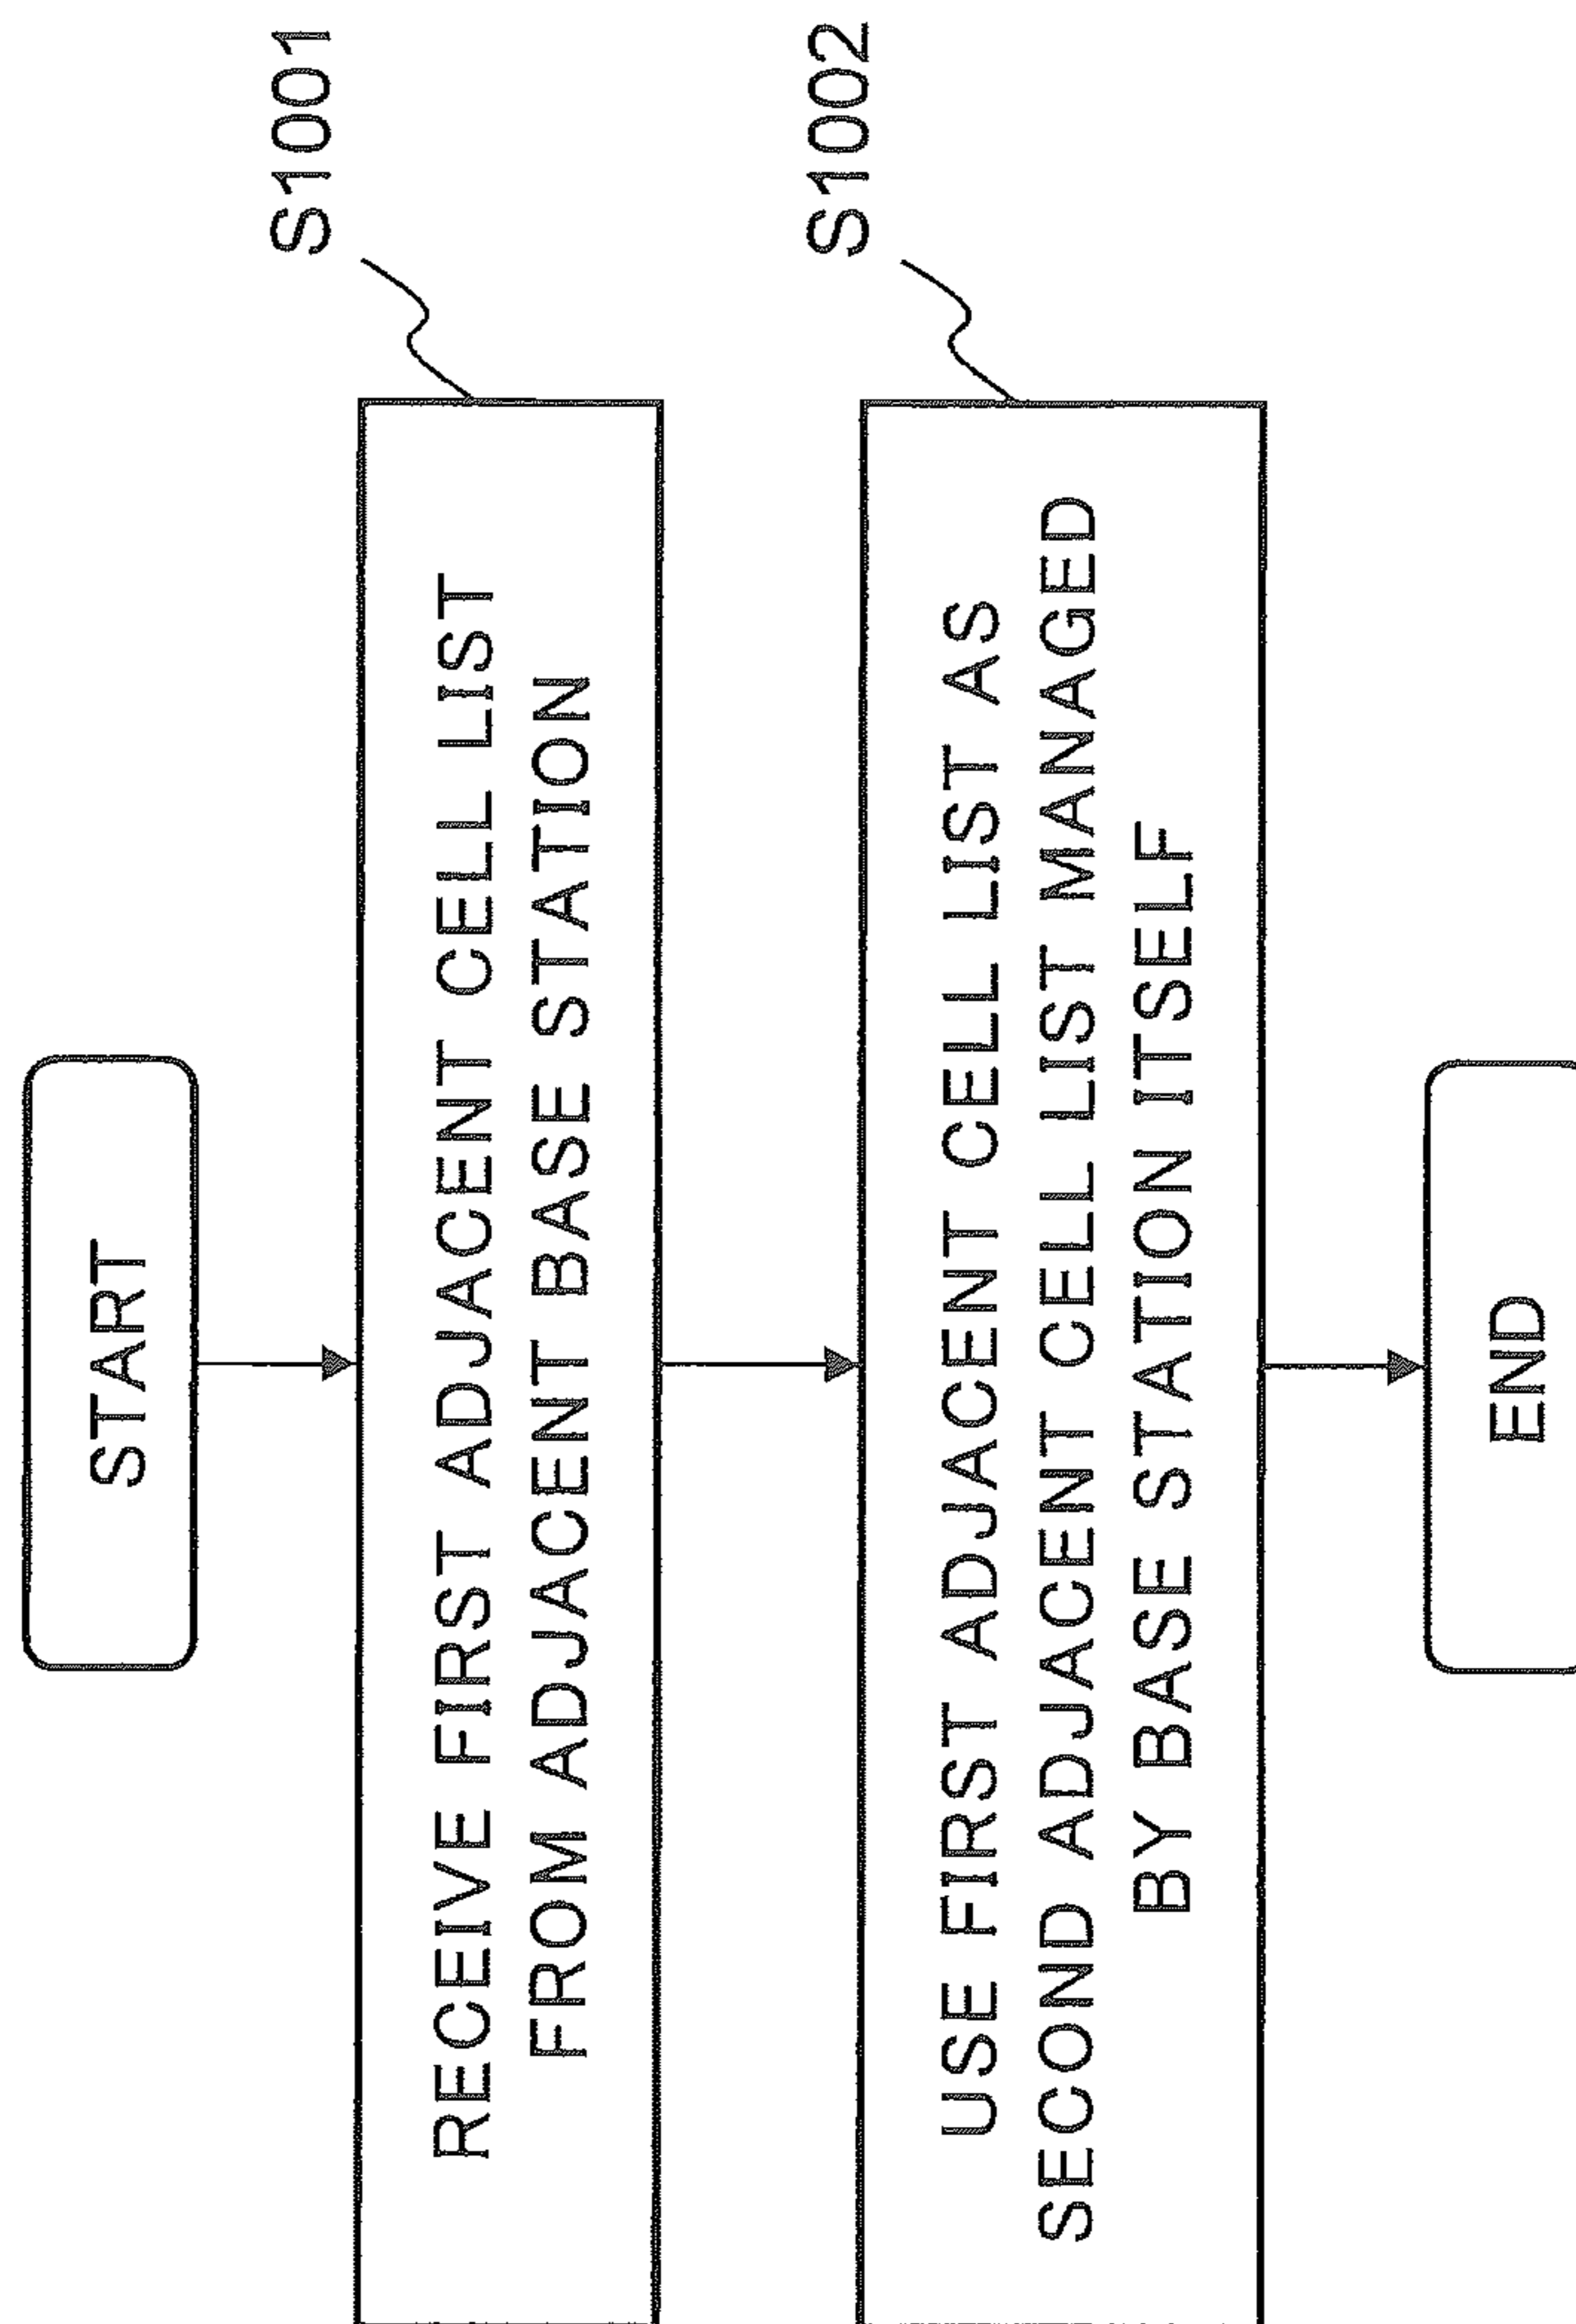 START
S1001
RECEIVE FIRST ADJACENT CELL LIST
FROM ADJACENT BASE STATION
S1002
USE FIRST ADJACENT CELL LIST AS
SECOND ADJACENT CELL LIST MANAGED
BY BASE STATION ITSELF
END